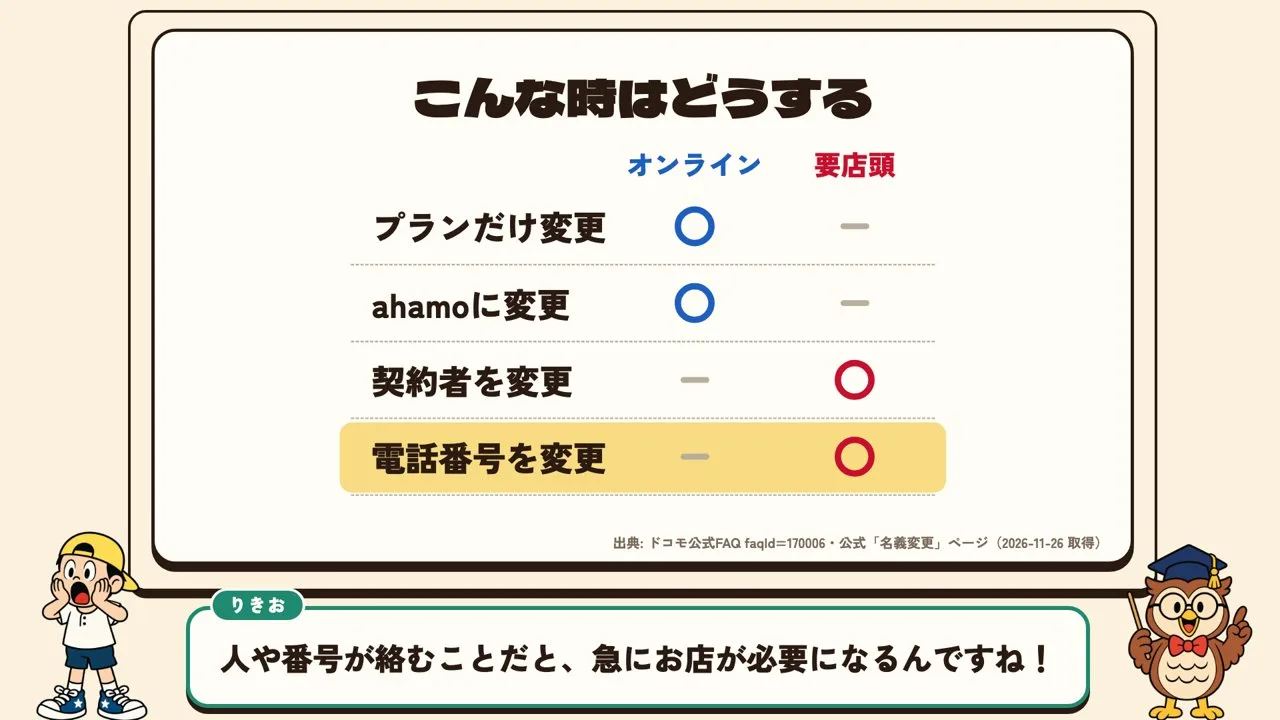 こんな時はどうする
オンライン 要店頭
プランだけ変更 ○ ー
ahamoに変更 ○ ー
契約者を変更 ー ○
電話番号を変更 ー ○
出典: ドコモ公式FAQ faqId=170006・公式「名義変更」ページ（2026-11-26 取得）
りきお
人や番号が絡むことだと、急にお店が必要になるんですね！